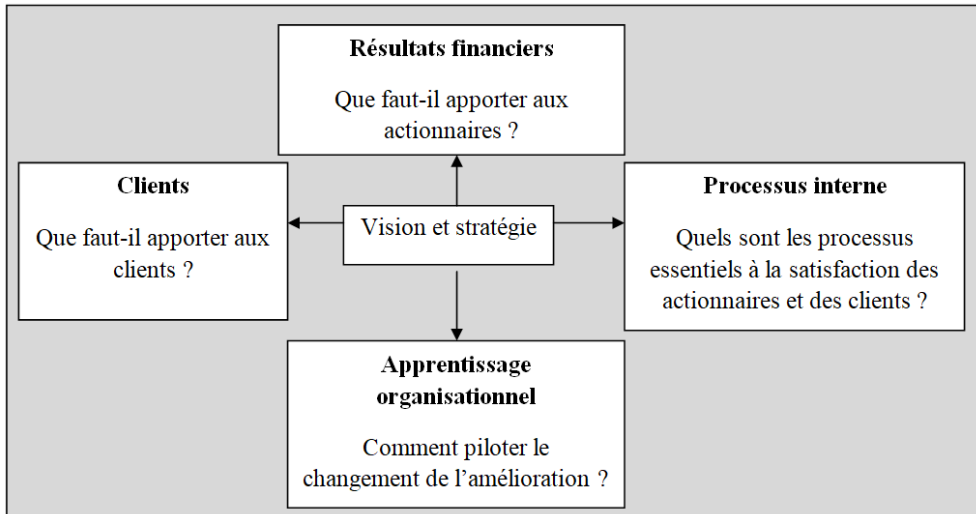 Résultats financiers
Que faut-il apporter aux
actionnaires ?
Clients
Que faut-il apporter aux
clients ?
Vision et stratégie
Processus interne
Quels sont les processus
essentiels à la satisfaction des
actionnaires et des clients ?
Apprentissage
organisationnel
Comment piloter le
changement de l’amélioration ?